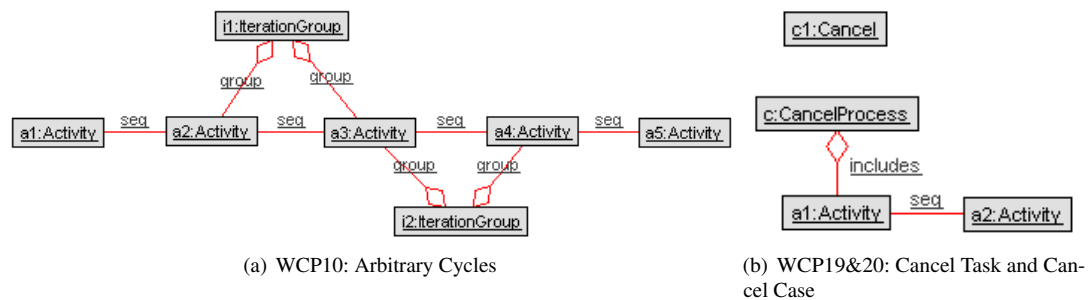 i1:IterationGroup
group
group
a1:Activity
seq
a2:Activity
seq
a3:Activity
seq
a4:Activity
seq
a5:Activity
group
group
i2:IterationGroup
(a) WCP10: Arbitrary Cycles
c1:Cancel
c:CancelProcess
includes
a1:Activity
seq
a2:Activity
(b) WCP19&20: Cancel Task and Can-
cel Case